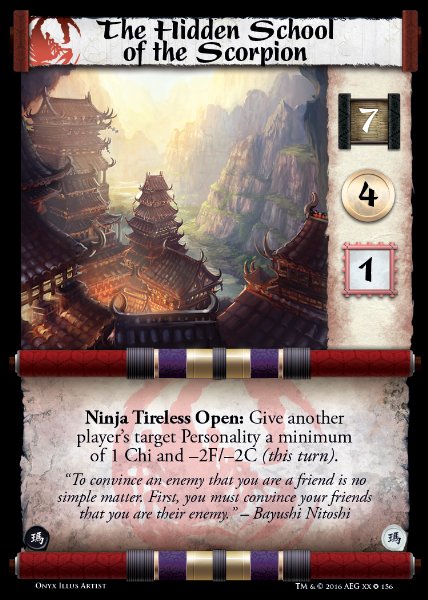 The Hidden School
of the Scorpion
7
4
1
Ninja Tireless Open: Give another
player's target Personality a minimum
of 1 Chi and –2F/–2C (this turn).
"To convince an enemy that you are a friend is no
simple matter. First, you must convince your friends
that you are their enemy." – Bayushi Nitoshi
瑪
瑪
Onyx Illus Artist
TM & © 2016 AEG XX ✪ 156